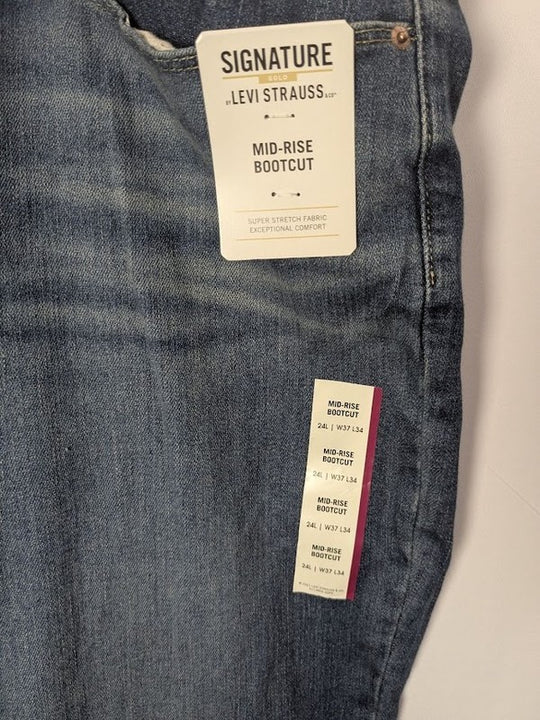 SIGNATURE
GOLD
BY LEVI STRAUSS & CO™
MID-RISE
BOOTCUT
SUPER STRETCH FABRIC
EXCEPTIONAL COMFORT
MID-RISE
BOOTCUT
24L | W37 L34
MID-RISE
BOOTCUT
24L | W37 L34
MID-RISE
BOOTCUT
24L | W37 L34
MID-RISE
BOOTCUT
24L | W37 L34